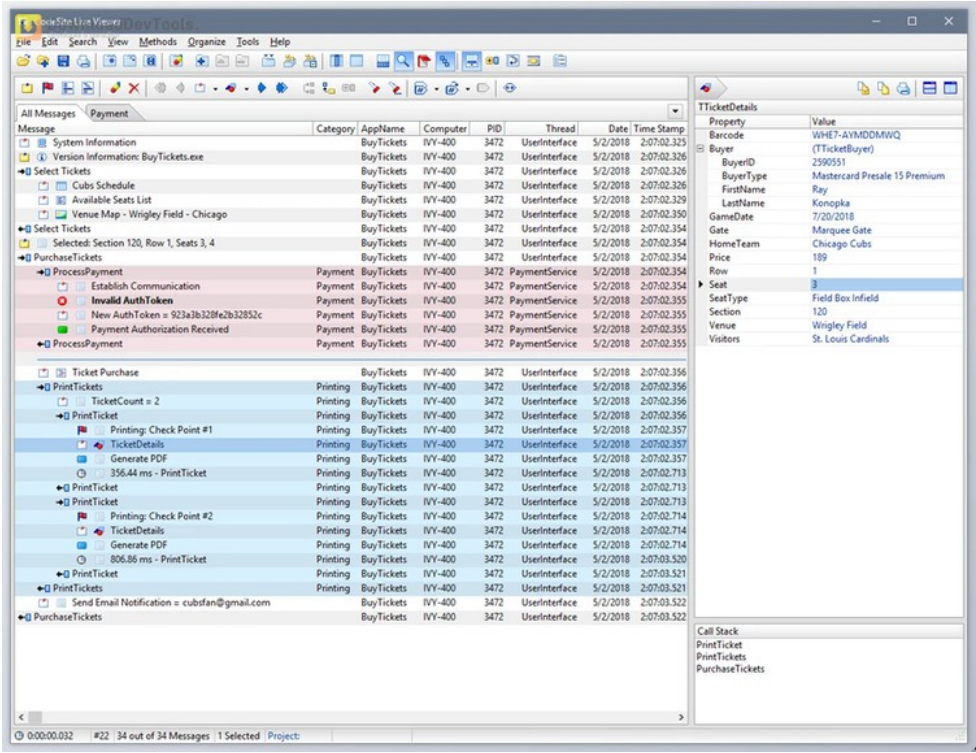 CodeSite Live Viewer
DownloadDevTools.
File Edit Search View Methods Organize Tools Help
All Messages Payment
Message Category AppName Computer PID Thread Date Time Stamp
System Information BuyTickets IVY-400 3472 UserInterface 5/2/2018 2:07:02.325
Version Information: BuyTickets.exe BuyTickets IVY-400 3472 UserInterface 5/2/2018 2:07:02.326
Select Tickets BuyTickets IVY-400 3472 UserInterface 5/2/2018 2:07:02.326
Cubs Schedule BuyTickets IVY-400 3472 UserInterface 5/2/2018 2:07:02.326
Available Seats List BuyTickets IVY-400 3472 UserInterface 5/2/2018 2:07:02.329
Venue Map - Wrigley Field - Chicago BuyTickets IVY-400 3472 UserInterface 5/2/2018 2:07:02.350
Select Tickets BuyTickets IVY-400 3472 UserInterface 5/2/2018 2:07:02.354
Selected: Section 120, Row 1, Seats 3, 4 BuyTickets IVY-400 3472 UserInterface 5/2/2018 2:07:02.354
PurchaseTickets BuyTickets IVY-400 3472 UserInterface 5/2/2018 2:07:02.354
ProcessPayment Payment BuyTickets IVY-400 3472 PaymentService 5/2/2018 2:07:02.354
Establish Communication Payment BuyTickets IVY-400 3472 PaymentService 5/2/2018 2:07:02.354
Invalid AuthToken Payment BuyTickets IVY-400 3472 PaymentService 5/2/2018 2:07:02.355
New AuthToken = 923a3b328fe2b32852c Payment BuyTickets IVY-400 3472 PaymentService 5/2/2018 2:07:02.355
Payment Authorization Received Payment BuyTickets IVY-400 3472 PaymentService 5/2/2018 2:07:02.355
ProcessPayment Payment BuyTickets IVY-400 3472 PaymentService 5/2/2018 2:07:02.355
Ticket Purchase BuyTickets IVY-400 3472 UserInterface 5/2/2018 2:07:02.356
PrintTickets Printing BuyTickets IVY-400 3472 UserInterface 5/2/2018 2:07:02.356
TicketCount = 2 Printing BuyTickets IVY-400 3472 UserInterface 5/2/2018 2:07:02.356
PrintTicket Printing BuyTickets IVY-400 3472 UserInterface 5/2/2018 2:07:02.356
Printing: Check Point #1 Printing BuyTickets IVY-400 3472 UserInterface 5/2/2018 2:07:02.357
TicketDetails Printing BuyTickets IVY-400 3472 UserInterface 5/2/2018 2:07:02.357
Generate PDF Printing BuyTickets IVY-400 3472 UserInterface 5/2/2018 2:07:02.357
356.44 ms - PrintTicket Printing BuyTickets IVY-400 3472 UserInterface 5/2/2018 2:07:02.713
PrintTicket Printing BuyTickets IVY-400 3472 UserInterface 5/2/2018 2:07:02.713
PrintTicket Printing BuyTickets IVY-400 3472 UserInterface 5/2/2018 2:07:02.713
Printing: Check Point #2 Printing BuyTickets IVY-400 3472 UserInterface 5/2/2018 2:07:02.714
TicketDetails Printing BuyTickets IVY-400 3472 UserInterface 5/2/2018 2:07:02.714
Generate PDF Printing BuyTickets IVY-400 3472 UserInterface 5/2/2018 2:07:02.714
806.86 ms - PrintTicket Printing BuyTickets IVY-400 3472 UserInterface 5/2/2018 2:07:03.520
PrintTicket Printing BuyTickets IVY-400 3472 UserInterface 5/2/2018 2:07:03.521
PrintTickets Printing BuyTickets IVY-400 3472 UserInterface 5/2/2018 2:07:03.521
Send Email Notification = cubsfan@gmail.com BuyTickets IVY-400 3472 UserInterface 5/2/2018 2:07:03.522
PurchaseTickets BuyTickets IVY-400 3472 UserInterface 5/2/2018 2:07:03.522
TTicketDetails
Property Value
Barcode WHE7-AYMDDMWQ
Buyer (TTicketBuyer)
BuyerID 2590551
BuyerType Mastercard Presale 15 Premium
FirstName Ray
LastName Konopka
GameDate 7/20/2018
Gate Marquee Gate
HomeTeam Chicago Cubs
Price 189
Row 1
Seat 3
SeatType Field Box Infield
Section 120
Venue Wrigley Field
Visitors St. Louis Cardinals
Call Stack
PrintTicket
PrintTickets
PurchaseTickets
0:00:00.032 #22 34 out of 34 Messages 1 Selected Project: